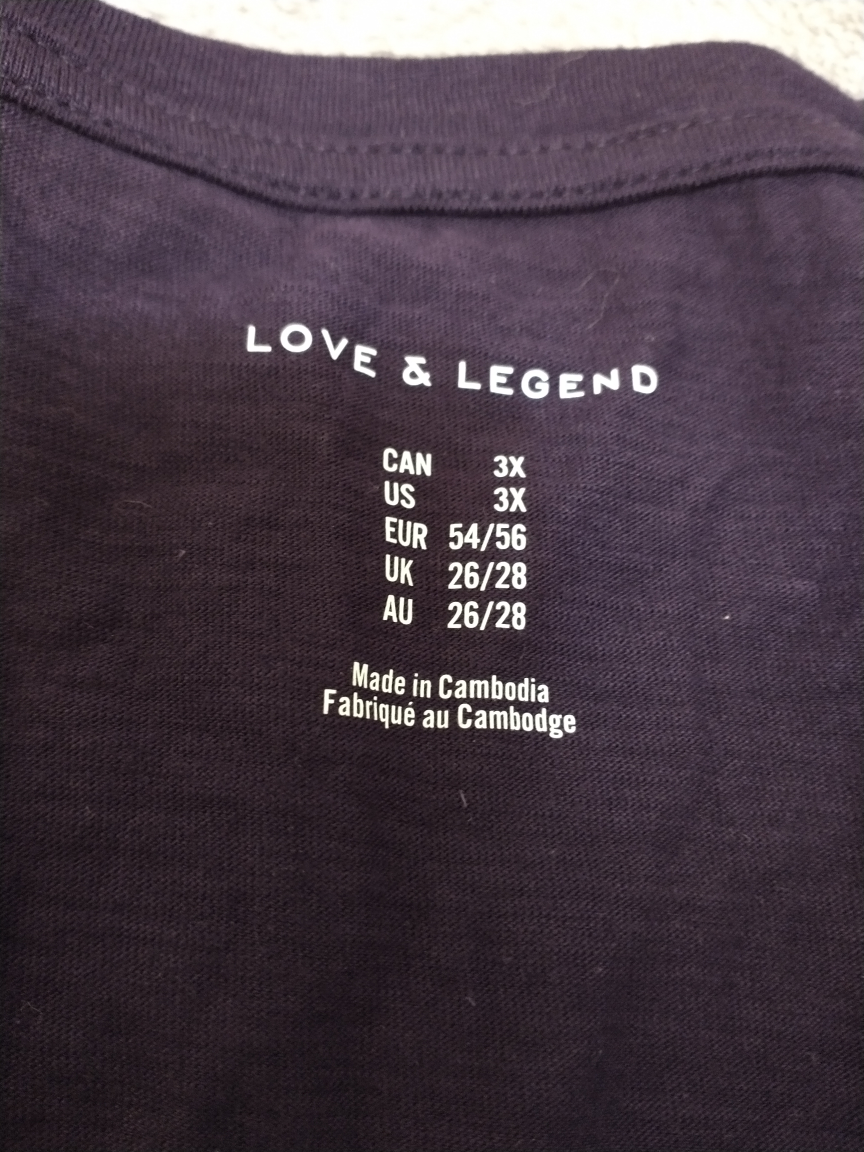 LOVE & LEGEND
CAN 3X
US 3X
EUR 54/56
UK 26/28
AU 26/28
Made in Cambodia
Fabriqué au Cambodge